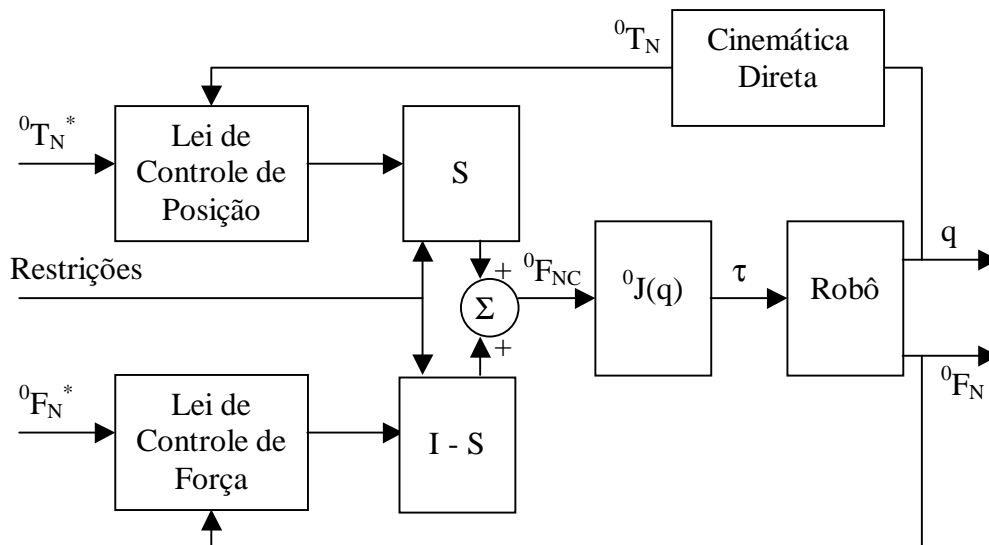 ⁰T_N
Cinemática
Direta
⁰T_N*
Lei de
Controle de
Posição
S
Restrições
+
⁰F_NC
Σ
+
⁰J(q)
τ
Robô
q
⁰F_N
⁰F_N*
Lei de
Controle de
Força
I - S